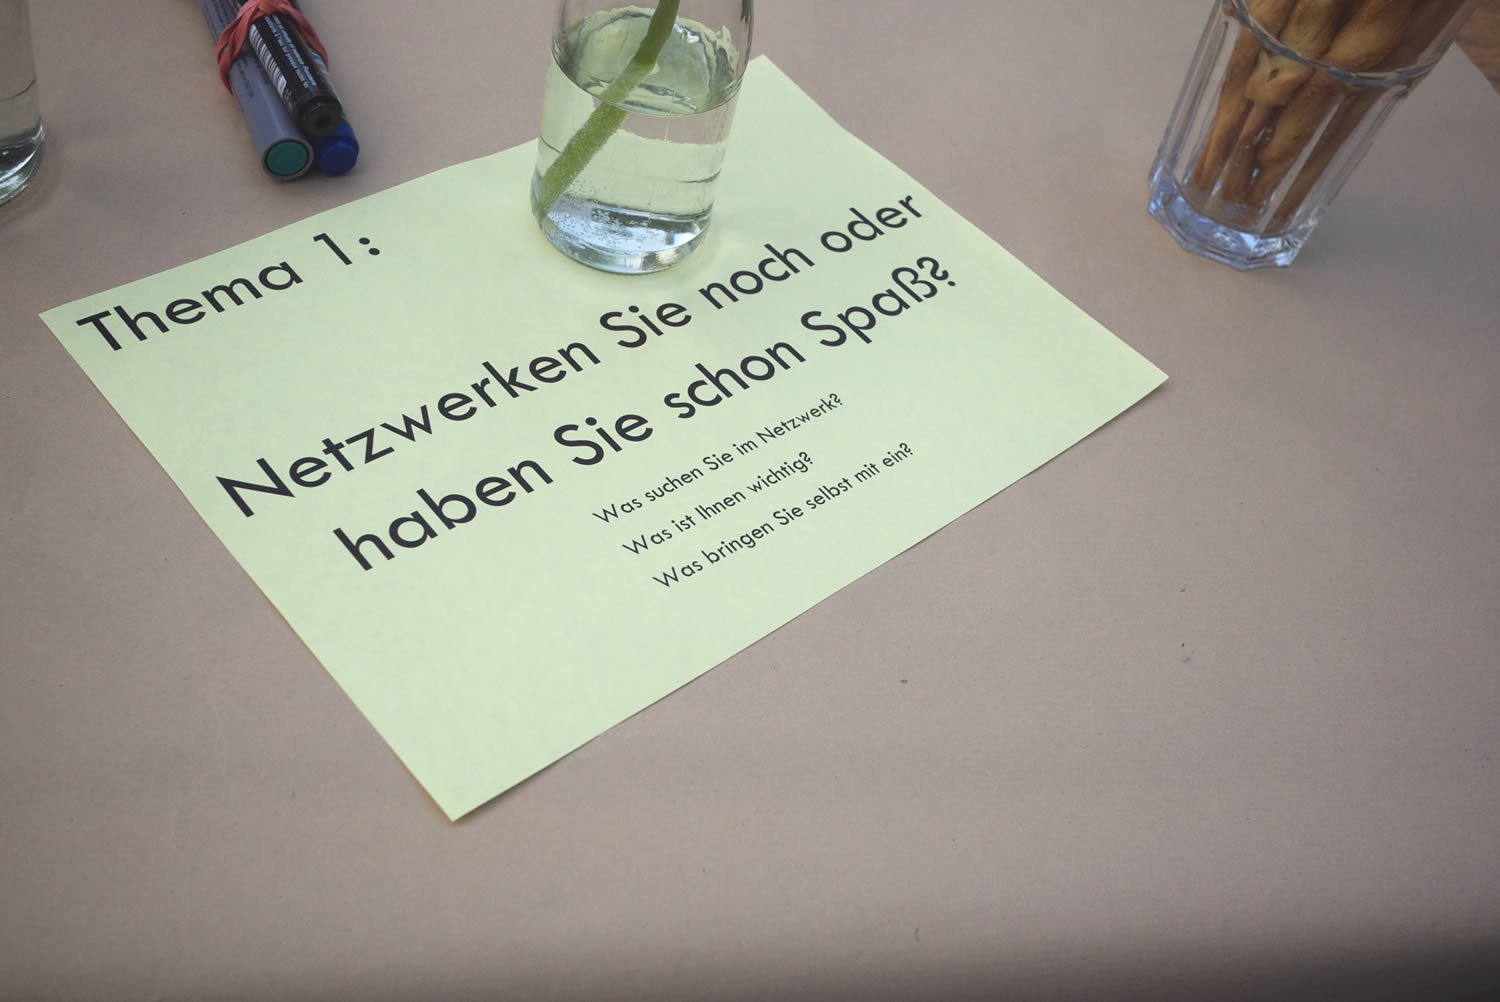 Thema 1:
Netzwerken Sie noch oder
haben Sie schon Spaß?
Was suchen Sie im Netzwerk?
Was ist Ihnen wichtig?
Was bringen Sie selbst mit ein?